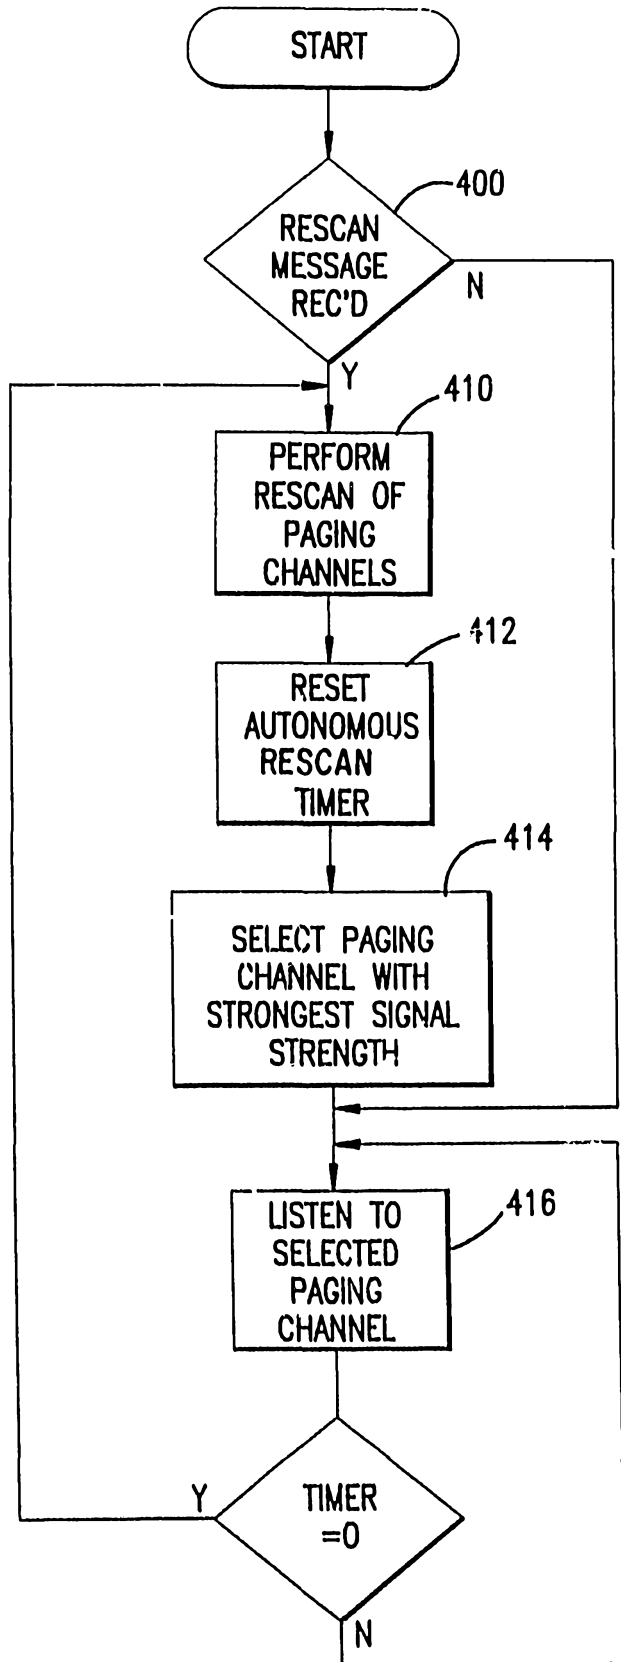 START
400
RESCAN
MESSAGE
REC'D
N
Y
410
PERFORM
RESCAN OF
PAGING
CHANNELS
412
RESET
AUTONOMOUS
RESCAN
TIMER
414
SELECT PAGING
CHANNEL WITH
STRONGEST SIGNAL
STRENGTH
416
LISTEN TO
SELECTED
PAGING
CHANNEL
Y
TIMER
=0
N